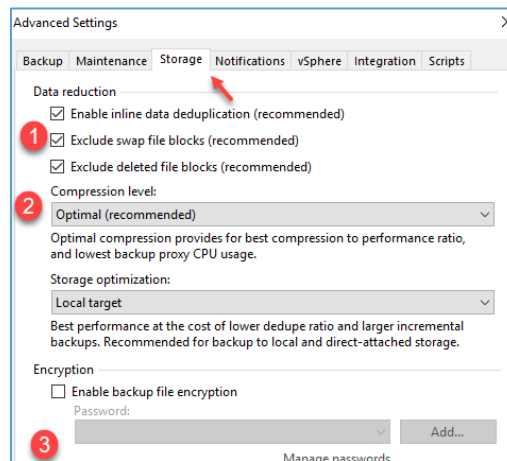 Advanced Settings
Backup Maintenance Storage Notifications vSphere Integration Scripts
Data reduction
Enable inline data deduplication (recommended)
1
Exclude swap file blocks (recommended)
Exclude deleted file blocks (recommended)
Compression level:
2
Optimal (recommended)
Optimal compression provides for best compression to performance ratio,
and lowest backup proxy CPU usage.
Storage optimization:
Local target
Best performance at the cost of lower dedupe ratio and larger incremental
backups. Recommended for backup to local and direct-attached storage.
Encryption
Enable backup file encryption
Password:
Add...
3
Manage passwords